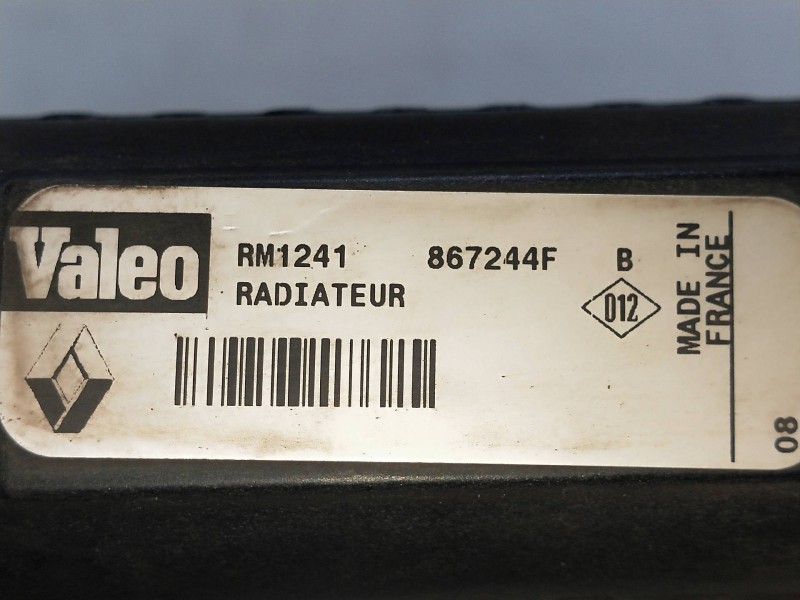 Valeo
RM1241 867244F B
RADIATEUR
012
MADE IN
FRANCE
08